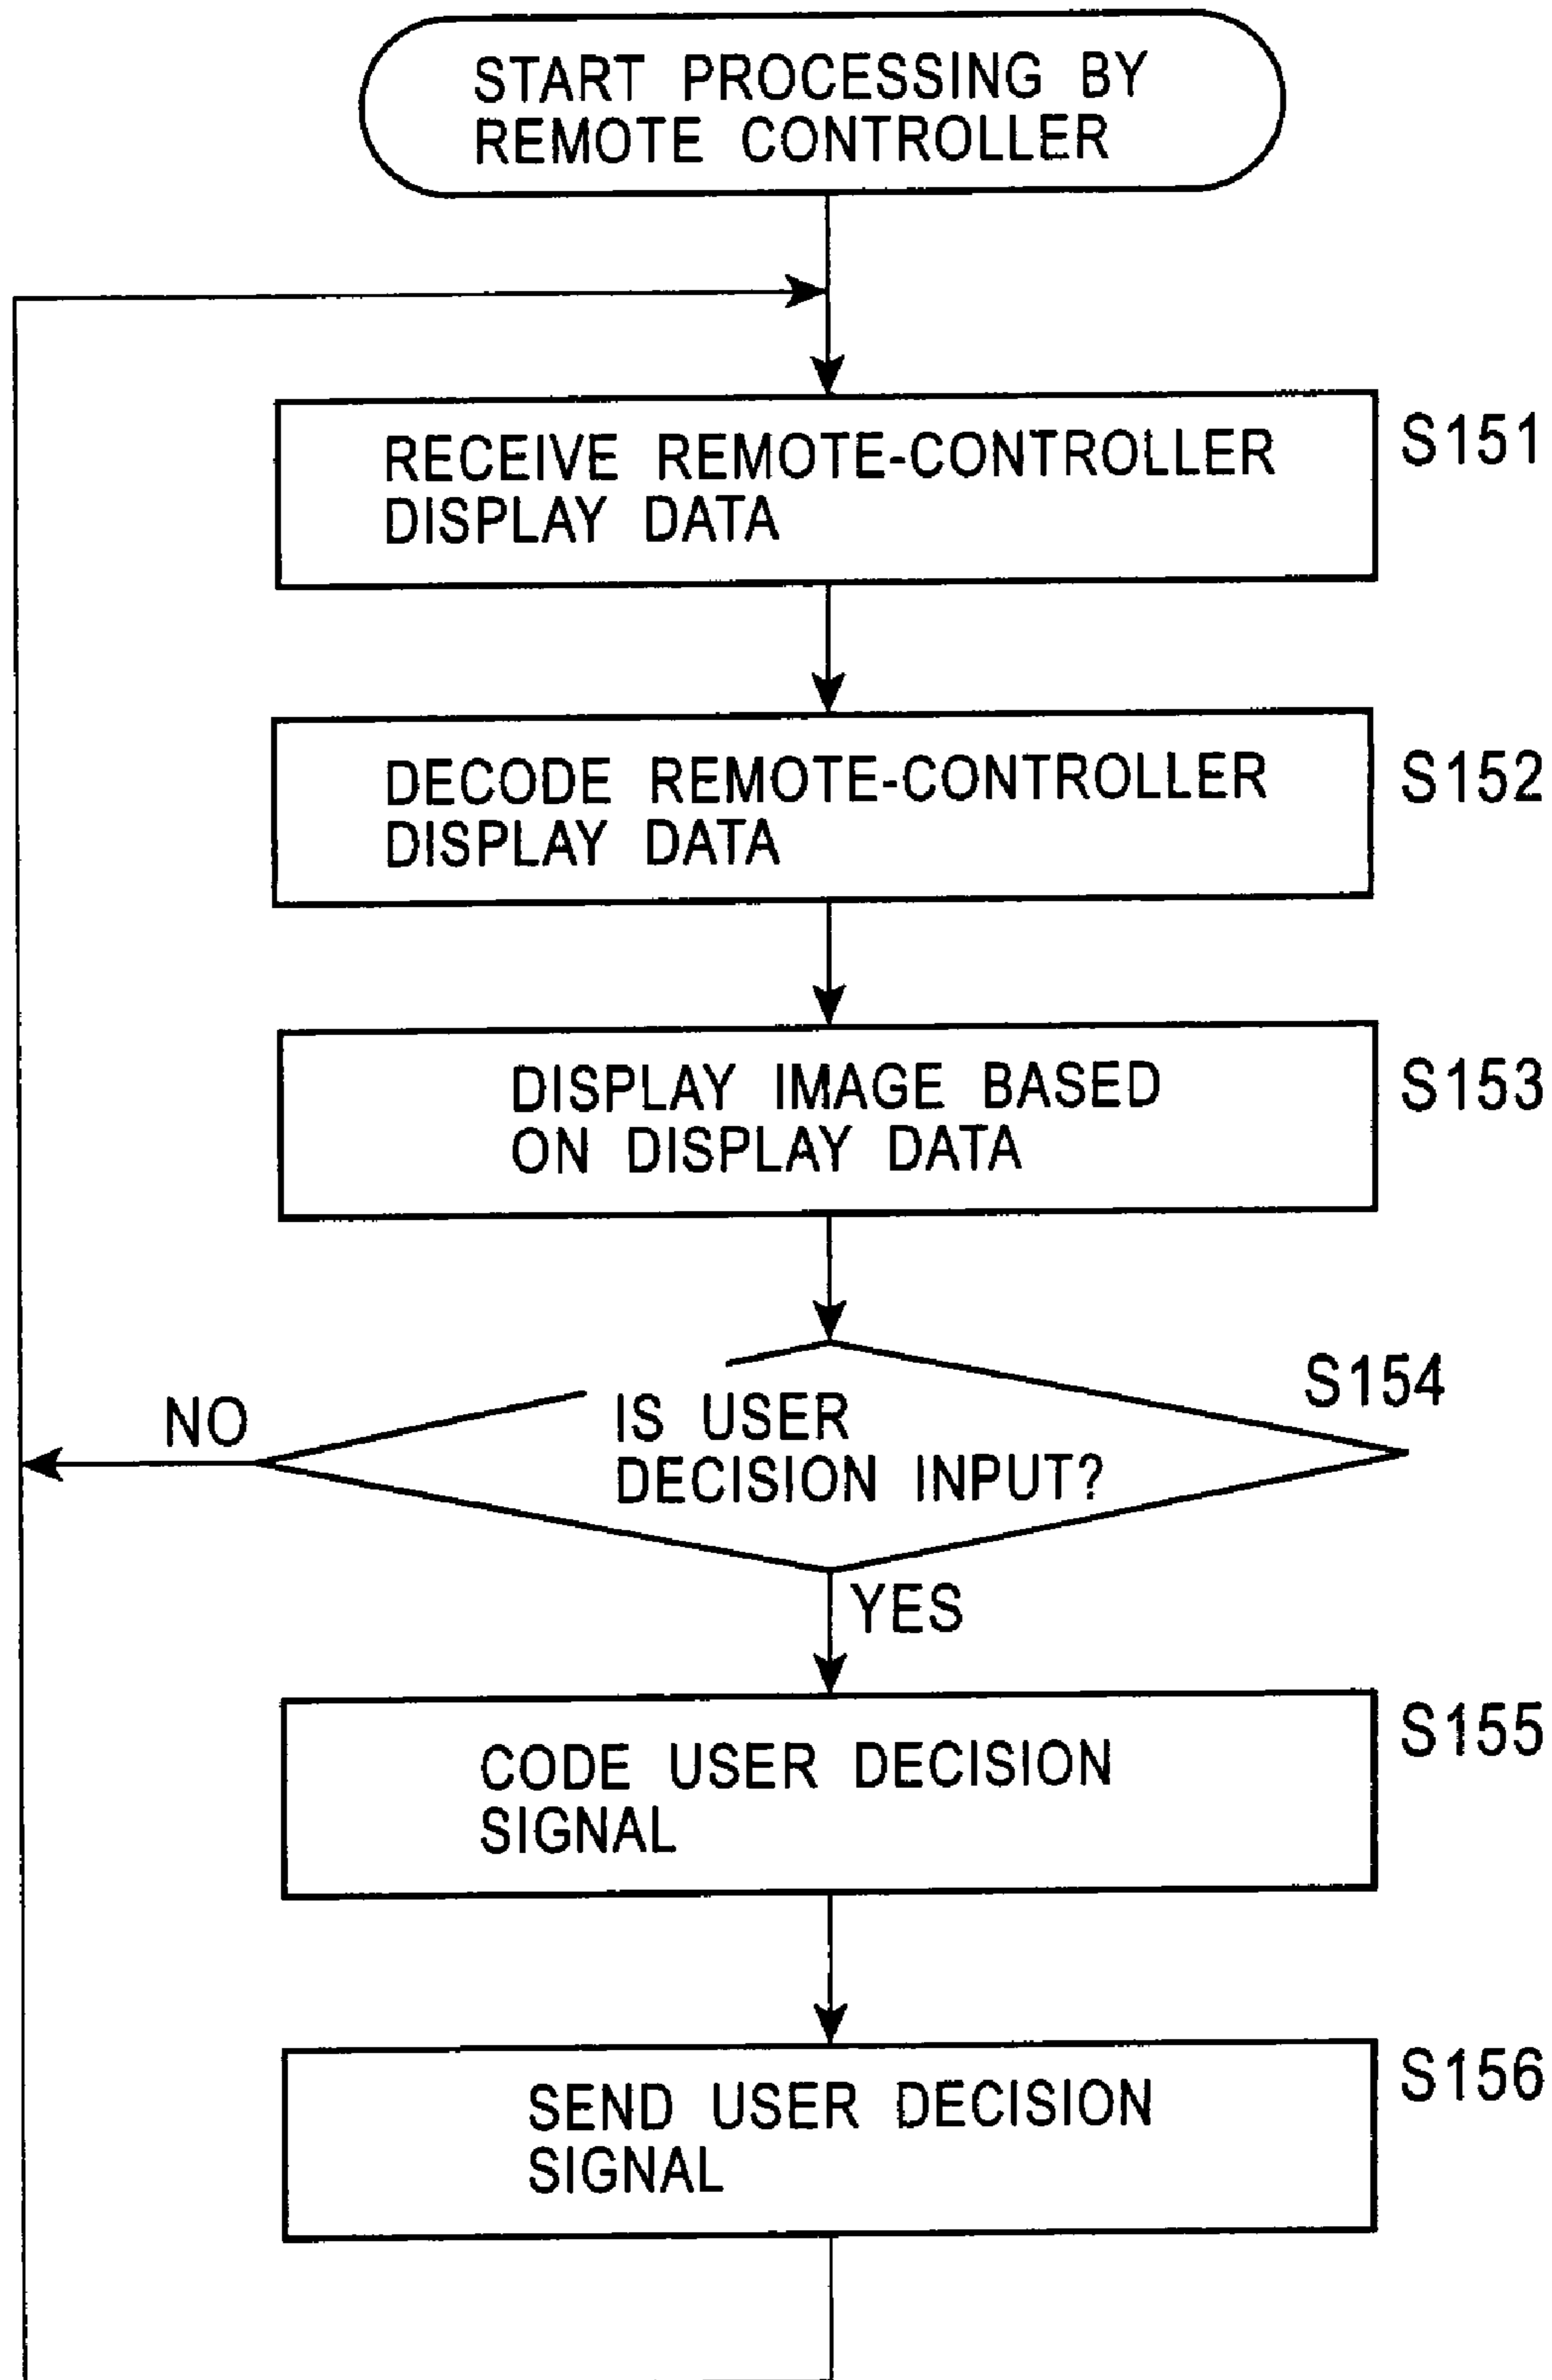 START PROCESSING BY
REMOTE CONTROLLER
RECEIVE REMOTE-CONTROLLER
DISPLAY DATA
S151
DECODE REMOTE-CONTROLLER
DISPLAY DATA
S152
DISPLAY IMAGE BASED
ON DISPLAY DATA
S153
S154
NO
IS USER
DECISION INPUT?
YES
CODE USER DECISION
SIGNAL
S155
SEND USER DECISION
SIGNAL
S156